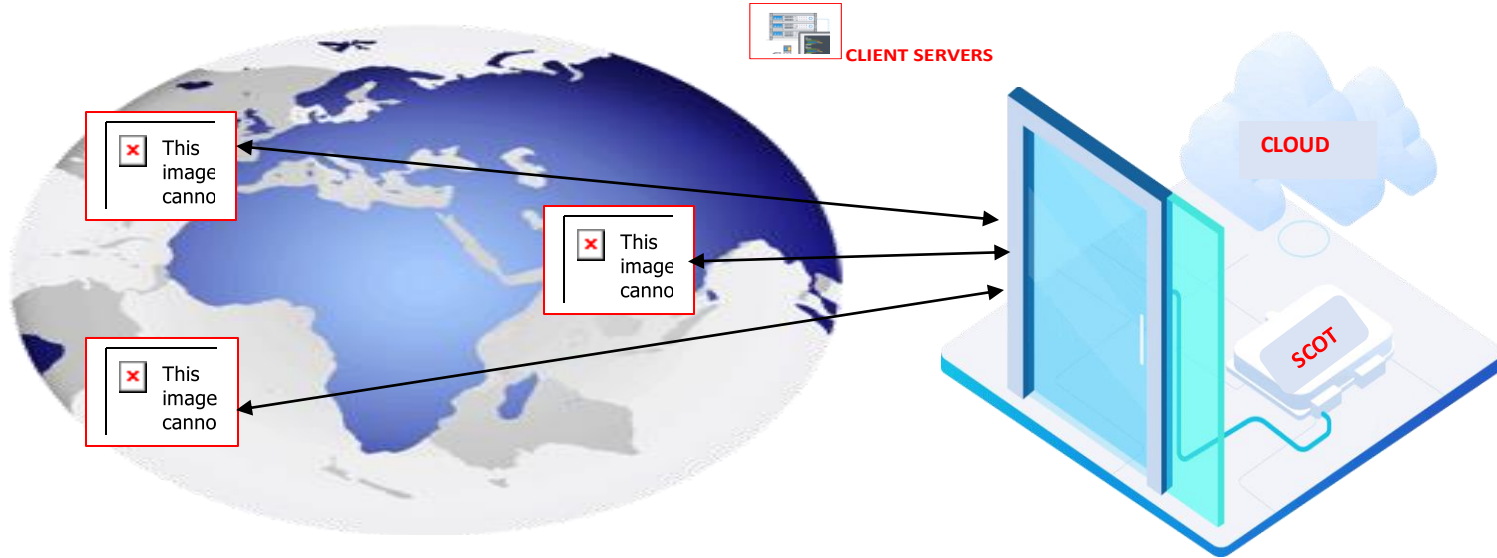 CLIENT SERVERS
CLOUD
This
image
canno
This
image
canno
SCOT
This
image
canno